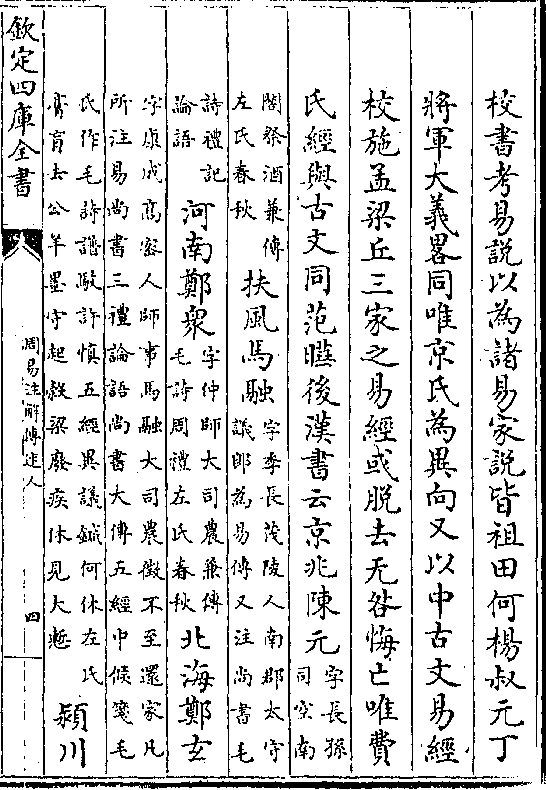 校書考易說以為諸易家說皆祖田何楊叔元丁
將軍大義畧同唯京氏為異向又以中古文易經
校施孟梁丘三家之易經或脱去无咎悔亡唯費
氏經與古文同范曄後漢書云京兆陳元字長孫
司空南
閣祭酒兼傳
左氏春秋
扶風馬融
字季長茂陵人南郡太守
議郎為易傳又注尚書毛
詩禮記
論語
河南鄭衆
字仲師大司農兼傳
毛詩周禮左氏春秋
北海鄭玄
字康成高密人師事馬融大司農徵不至還家凡
所注易尚書三禮論語尚書大傳五經中候箋毛
氏作毛詩譜駮許慎五經異議鍼何休左氏
膏肓去公羊墨守起穀梁廢疾休見大慙
頴川
欽定四庫全書
周易注解傳述人
四